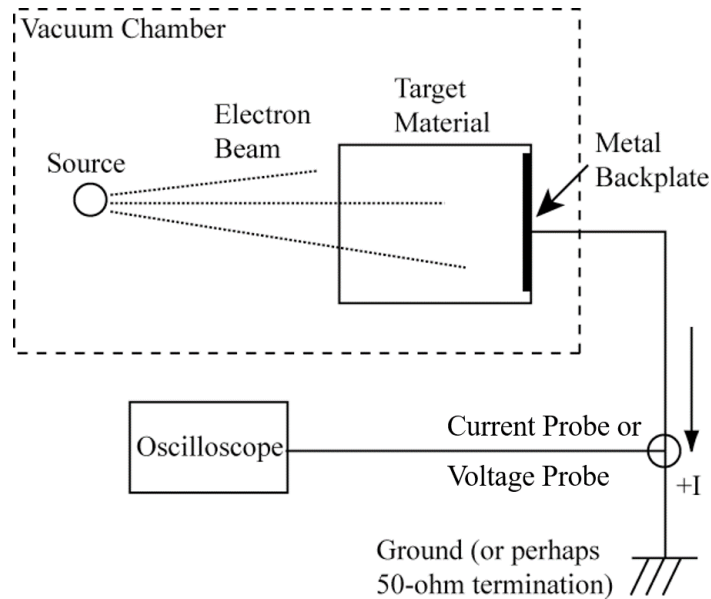 Vacuum Chamber
Electron
Beam
Target
Material
Source
Metal
Backplate
Oscilloscope
Current Probe or
Voltage Probe
+I
Ground (or perhaps
50-ohm termination)